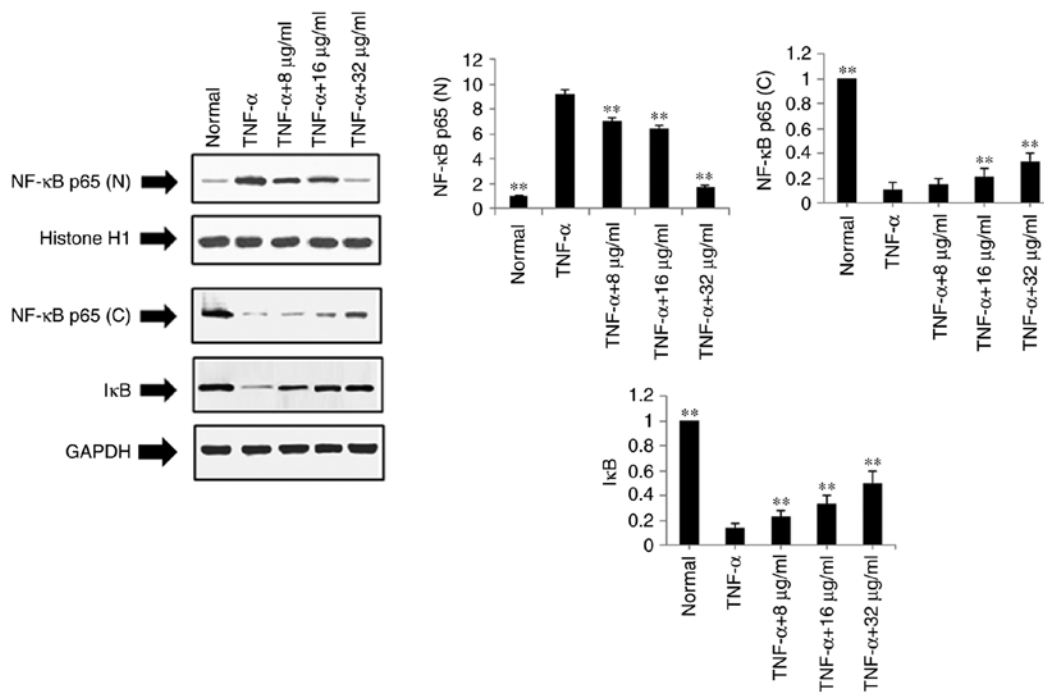 Normal
TNF-α
TNF-α+8 μg/ml
TNF-α+16 μg/ml
TNF-α+32 μg/ml
NF-κB p65 (N)
Histone H1
NF-κB p65 (C)
IκB
GAPDH
NF-κB p65 (N)
12
10
8
6
4
2
0
**
**
**
**
Normal
TNF-α
TNF-α+8 μg/ml
TNF-α+16 μg/ml
TNF-α+32 μg/ml
NF-κB p65 (C)
1.2
1
0.8
0.6
0.4
0.2
0
**
**
**
Normal
TNF-α
TNF-α+8 μg/ml
TNF-α+16 μg/ml
TNF-α+32 μg/ml
IκB
1.2
1
0.8
0.6
0.4
0.2
0
**
**
**
**
Normal
TNF-α
TNF-α+8 μg/ml
TNF-α+16 μg/ml
TNF-α+32 μg/ml